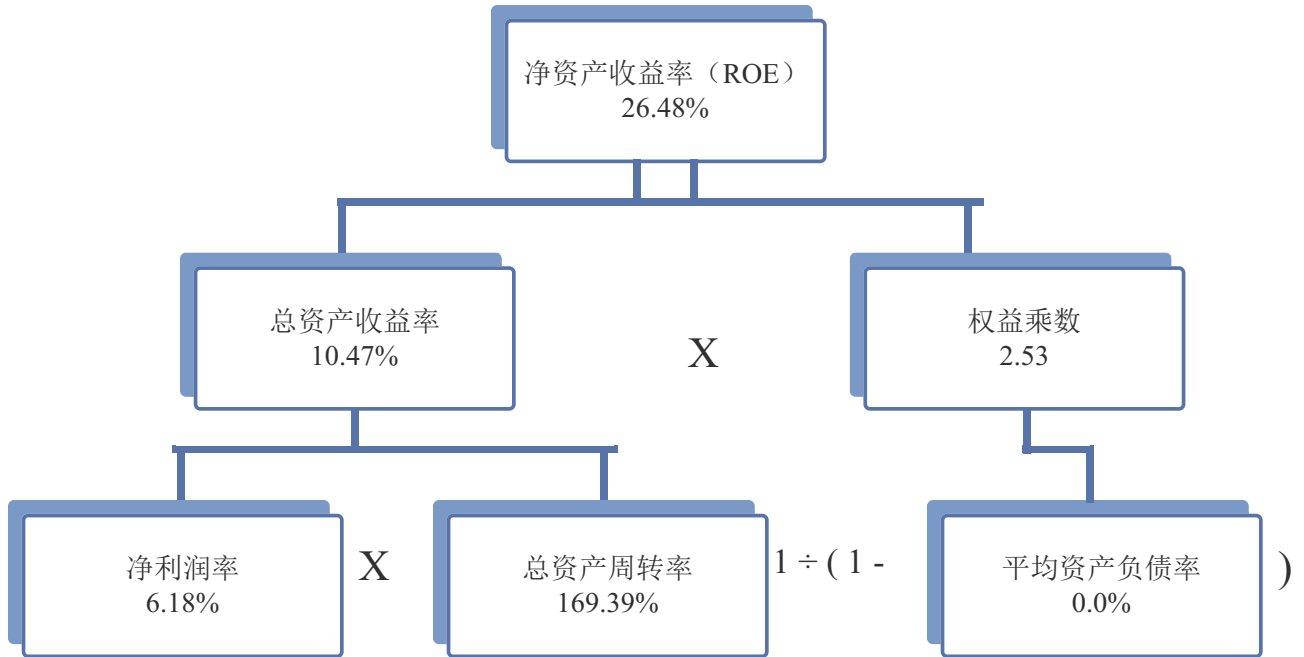 净资产收益率（ROE）
26.48%
总资产收益率
10.47%
X
权益乘数
2.53
净利润率
6.18%
X
总资产周转率
169.39%
1 ÷ ( 1 -
平均资产负债率
0.0%
)